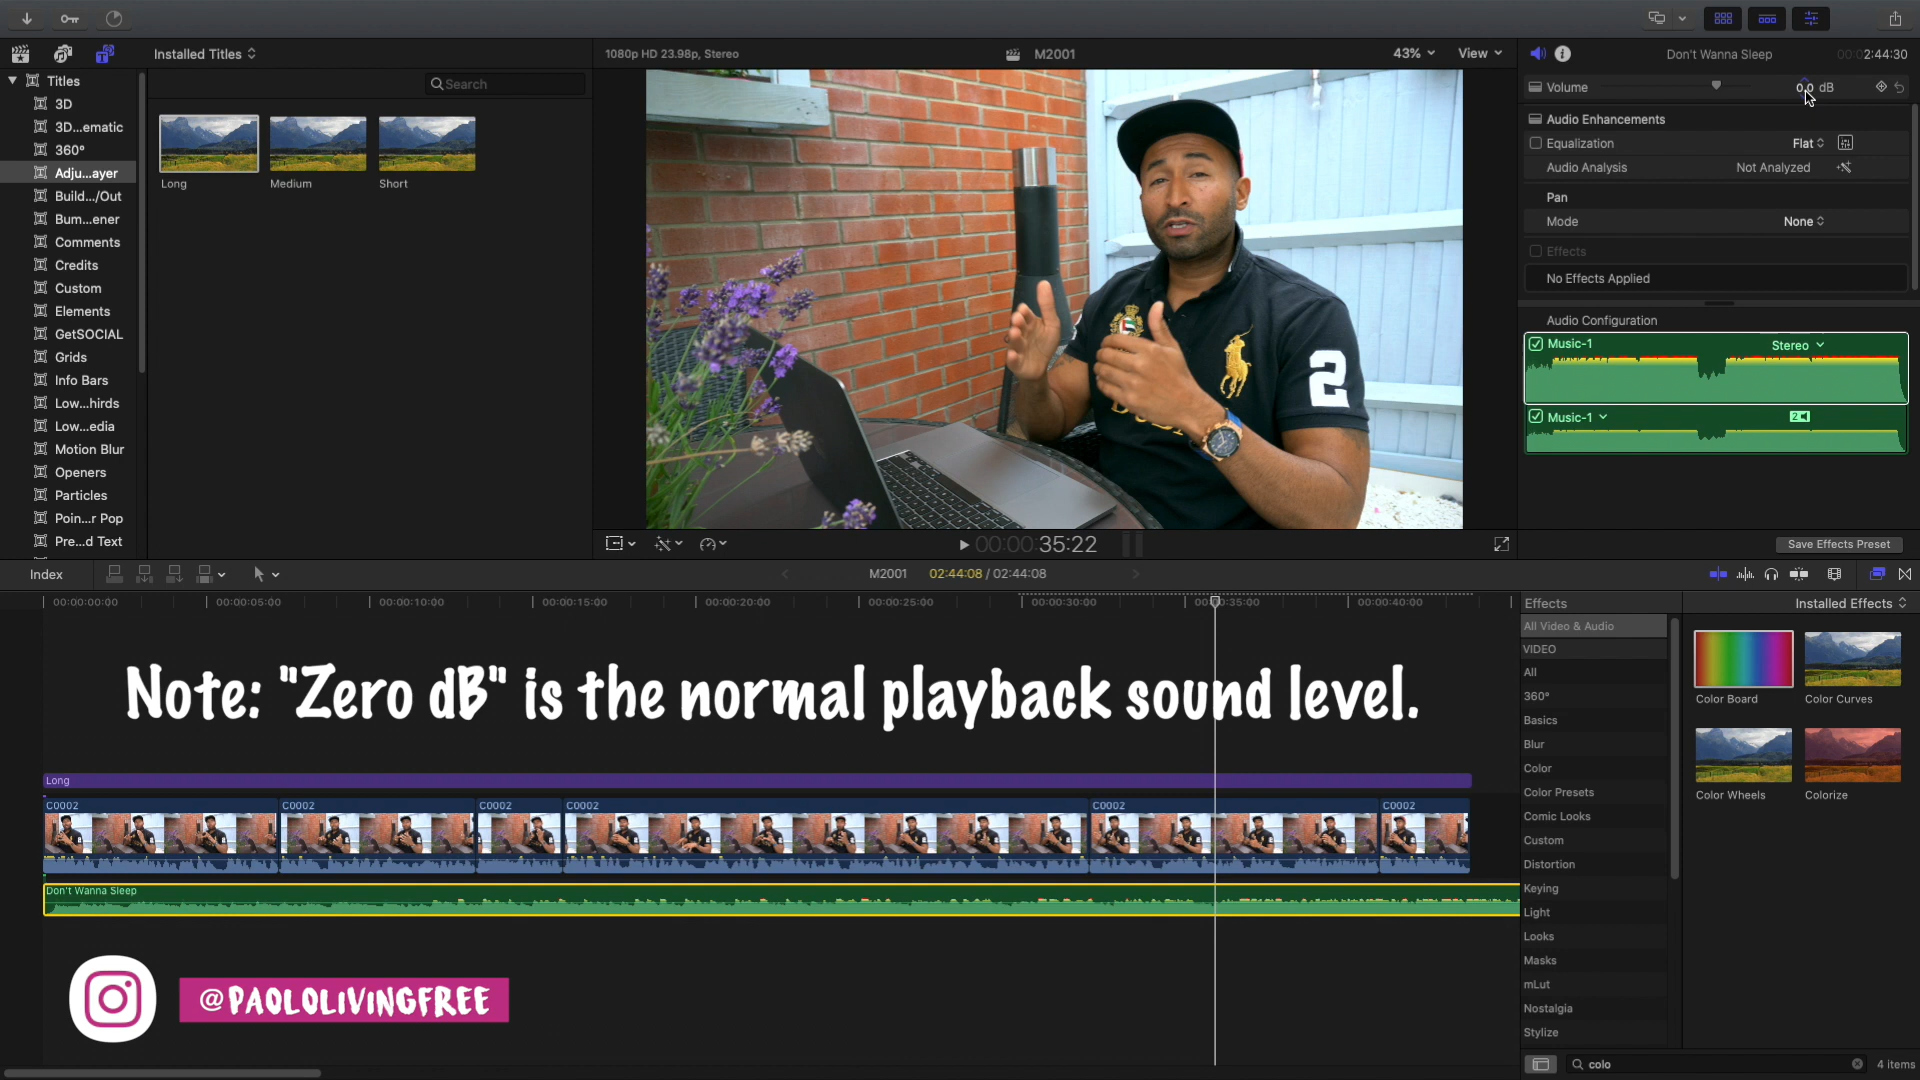 Installed Titles
1080p HD 23.98p, Stereo
M2001
43%
View
Don't Wanna Sleep
00:02:44:30
Titles
3D
3D...ematic
360°
Adju...ayer
Build.../Out
Bum...ener
Comments
Credits
Custom
Elements
GetSOCIAL
Grids
Info Bars
Low...hirds
Low...edia
Motion Blur
Openers
Particles
Poin...r Pop
Pre...d Text
Search
Long
Medium
Short
2
Volume
0.0 dB
Audio Enhancements
Equalization
Flat
Audio Analysis
Not Analyzed
Pan
Mode
None
Effects
No Effects Applied
Audio Configuration
Music-1
Stereo
Music-1
2
Save Effects Preset
00:00:35:22
Index
M2001
02:44:08 / 02:44:08
00:00:00:00
00:00:05:00
00:00:10:00
00:00:15:00
00:00:20:00
00:00:25:00
00:00:30:00
00:00:35:00
00:00:40:00
Note: "Zero dB" is the normal playback sound level.
Long
C0002
C0002
C0002
C0002
C0002
C0002
Don't Wanna Sleep
@PAOLOLIVINGFREE
Effects
Installed Effects
All Video & Audio
VIDEO
All
360°
Basics
Blur
Color
Color Presets
Comic Looks
Custom
Distortion
Keying
Light
Looks
Masks
mLut
Nostalgia
Stylize
Color Board
Color Curves
Color Wheels
Colorize
colo
4 items